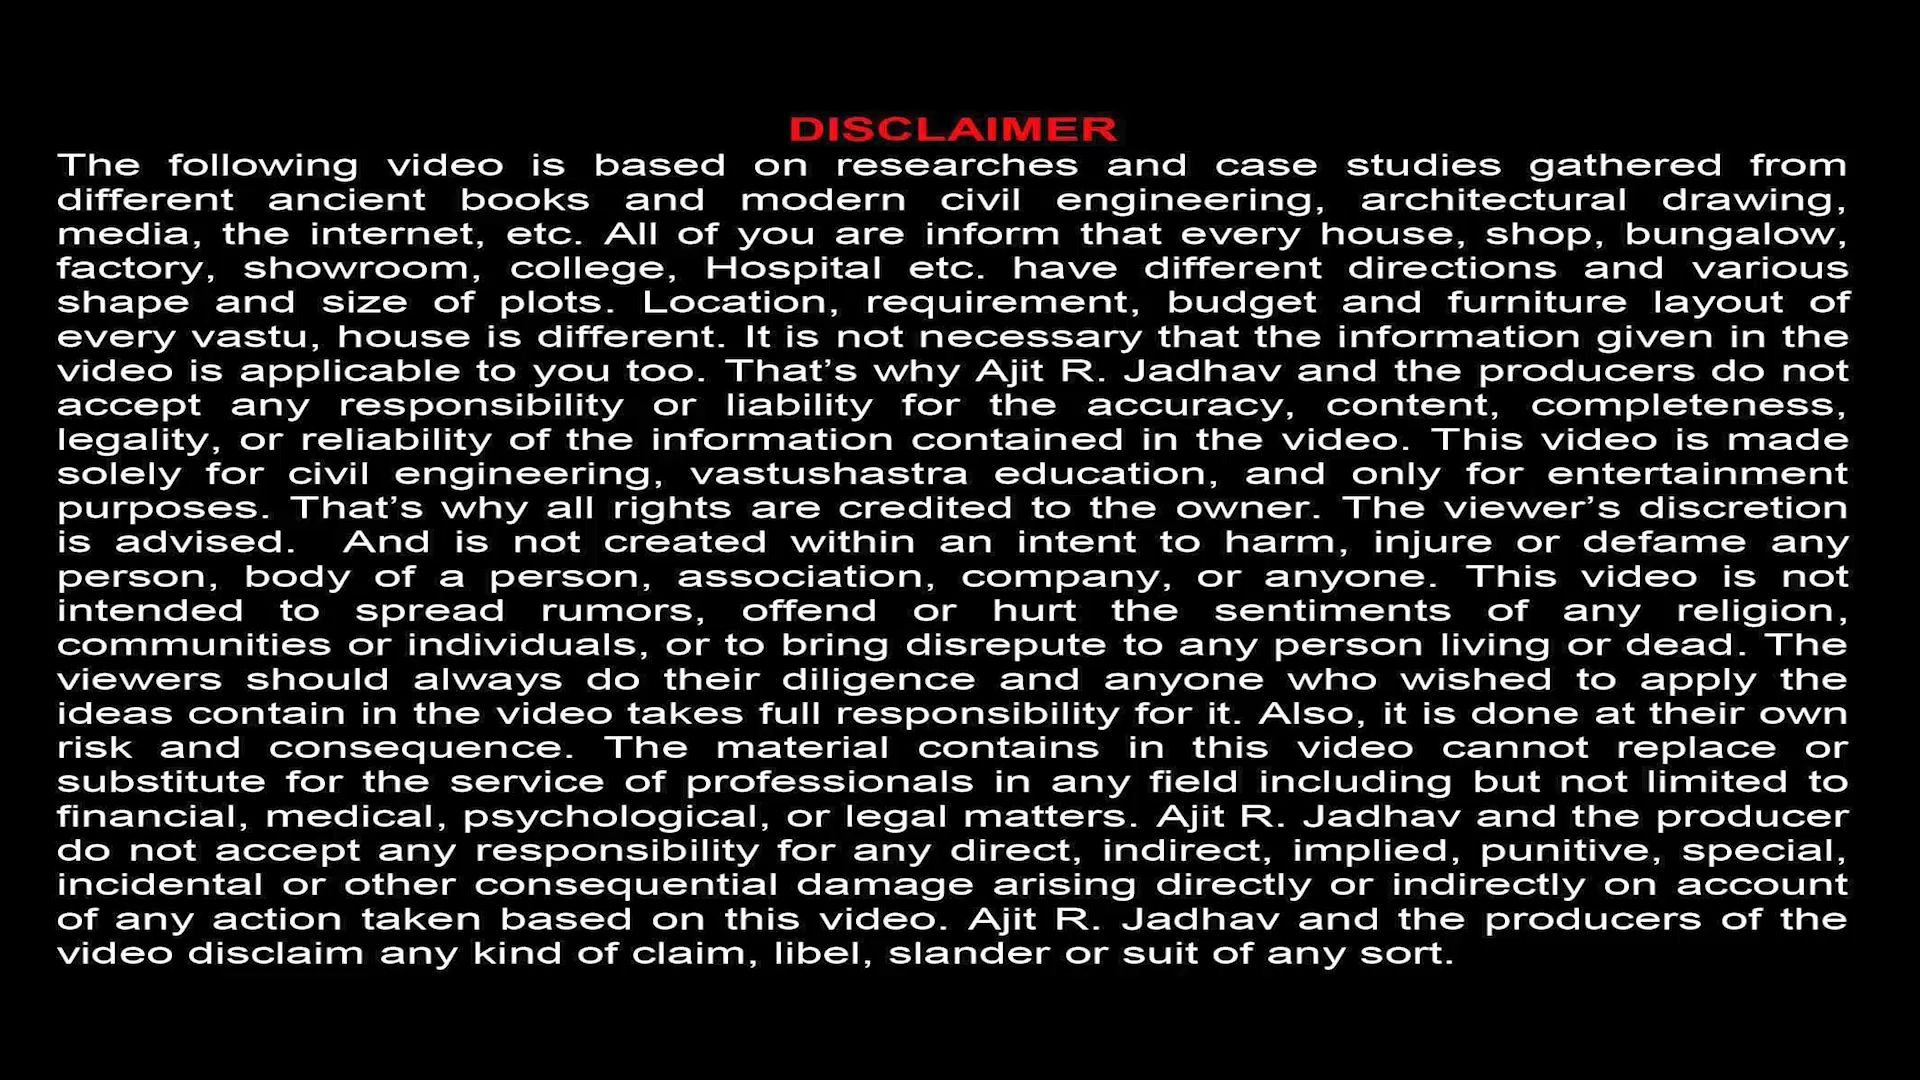 DISCLAIMER
The following video is based on researches and case studies gathered from
different ancient books and modern civil engineering, architectural drawing,
media, the internet, etc. All of you are inform that every house, shop, bungalow,
factory, showroom, college, Hospital etc. have different directions and various
shape and size of plots. Location, requirement, budget and furniture layout of
every vastu, house is different. It is not necessary that the information given in the
video is applicable to you too. That’s why Ajit R. Jadhav and the producers do not
accept any responsibility or liability for the accuracy, content, completeness,
legality, or reliability of the information contained in the video. This video is made
solely for civil engineering, vastushastra education, and only for entertainment
purposes. That’s why all rights are credited to the owner. The viewer’s discretion
is advised. And is not created within an intent to harm, injure or defame any
person, body of a person, association, company, or anyone. This video is not
intended to spread rumors, offend or hurt the sentiments of any religion,
communities or individuals, or to bring disrepute to any person living or dead. The
viewers should always do their diligence and anyone who wished to apply the
ideas contain in the video takes full responsibility for it. Also, it is done at their own
risk and consequence. The material contains in this video cannot replace or
substitute for the service of professionals in any field including but not limited to
financial, medical, psychological, or legal matters. Ajit R. Jadhav and the producer
do not accept any responsibility for any direct, indirect, implied, punitive, special,
incidental or other consequential damage arising directly or indirectly on account
of any action taken based on this video. Ajit R. Jadhav and the producers of the
video disclaim any kind of claim, libel, slander or suit of any sort.